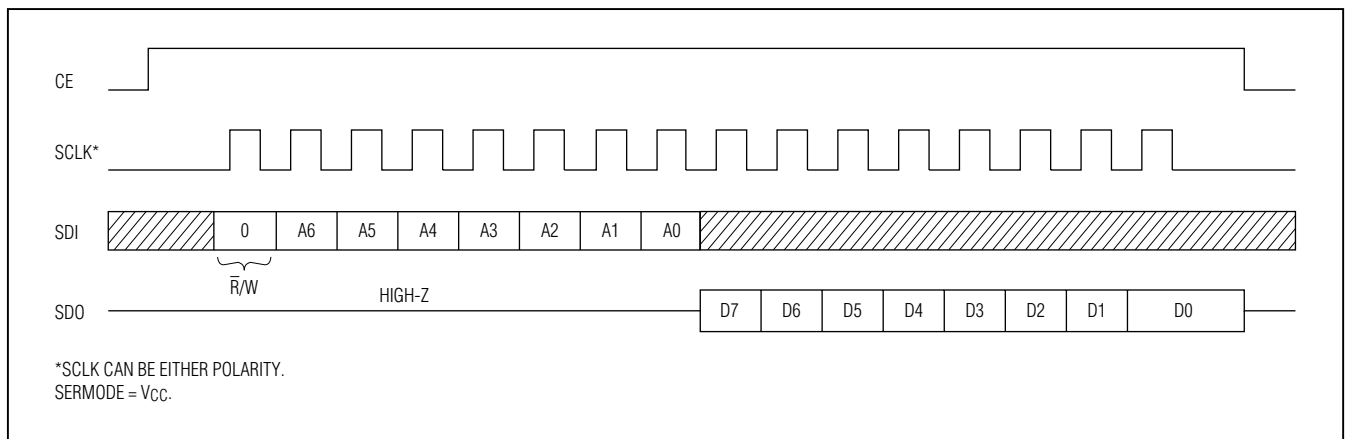 CE
SCLK*
SDI 0 A6 A5 A4 A3 A2 A1 A0
R̅/W
HIGH-Z
SDO D7 D6 D5 D4 D3 D2 D1 D0
*SCLK CAN BE EITHER POLARITY.
SERMODE = VCC.